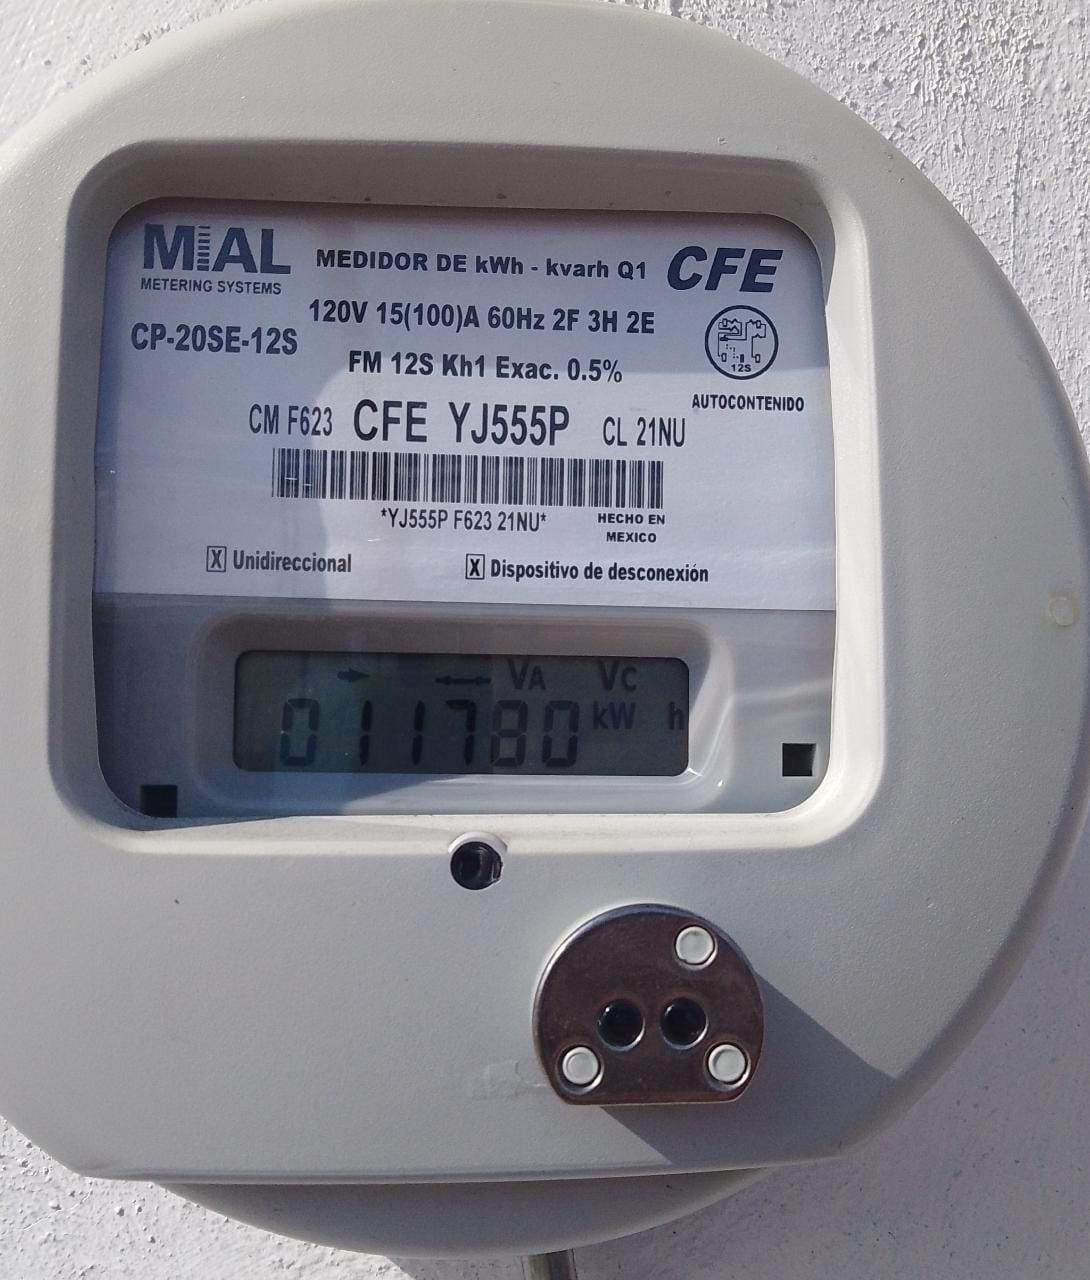 MIAL
METERING SYSTEMS
MEDIDOR DE kWh - kvarh Q1
CFE
120V 15(100)A 60Hz 2F 3H 2E
CP-20SE-12S
FM 12S Kh1 Exac. 0.5%
12S
AUTOCONTENIDO
CM F623 CFE YJ555P CL 21NU
*YJ555P F623 21NU*
HECHO EN
MEXICO
X Unidireccional
X Dispositivo de desconexión
VA VC
011780 kW h